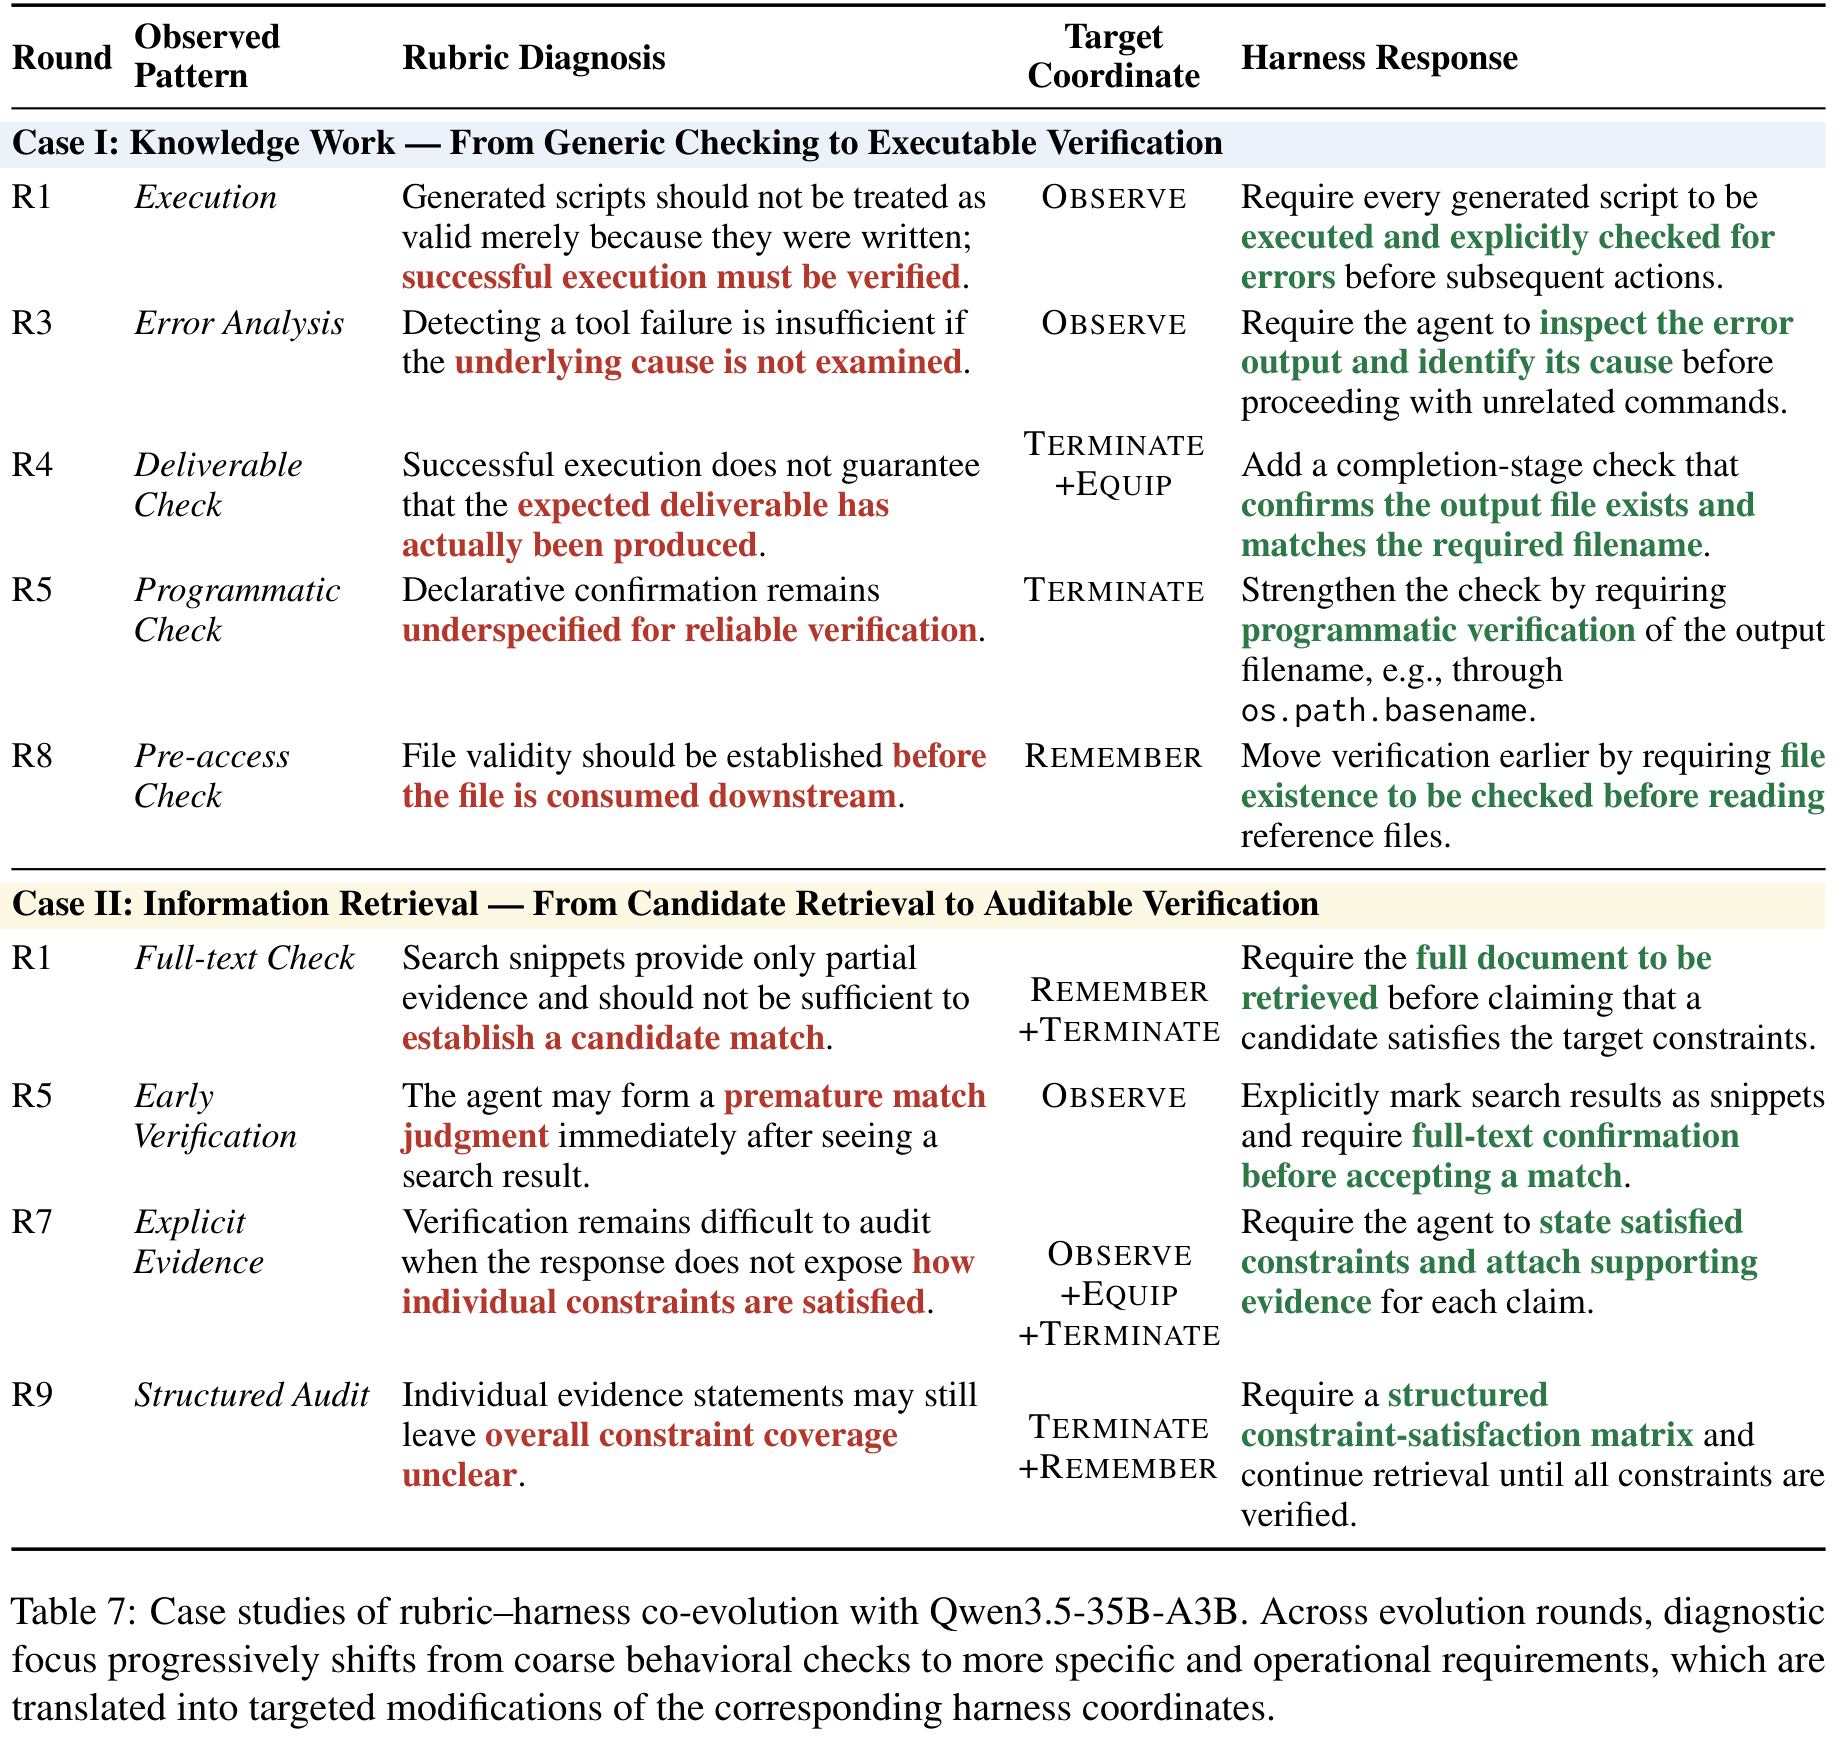 Round Observed Pattern Rubric Diagnosis Target Coordinate Harness Response
Case I: Knowledge Work — From Generic Checking to Executable Verification
R1
Execution
Generated scripts should not be treated as
valid merely because they were written;
successful execution must be verified.
OBSERVE
Require every generated script to be
executed and explicitly checked for
errors before subsequent actions.
R3
Error Analysis
Detecting a tool failure is insufficient if
the underlying cause is not examined.
OBSERVE
Require the agent to inspect the error
output and identify its cause before
proceeding with unrelated commands.
R4
Deliverable
Check
Successful execution does not guarantee
that the expected deliverable has
actually been produced.
TERMINATE
+EQUIP
Add a completion-stage check that
confirms the output file exists and
matches the required filename.
R5
Programmatic
Check
Declarative confirmation remains
underspecified for reliable verification.
TERMINATE
Strengthen the check by requiring
programmatic verification of the output
filename, e.g., through
os.path.basename.
R8
Pre-access
Check
File validity should be established before
the file is consumed downstream.
REMEMBER
Move verification earlier by requiring file
existence to be checked before reading
reference files.
Case II: Information Retrieval — From Candidate Retrieval to Auditable Verification
R1
Full-text Check
Search snippets provide only partial
evidence and should not be sufficient to
establish a candidate match.
REMEMBER
+TERMINATE
Require the full document to be
retrieved before claiming that a
candidate satisfies the target constraints.
R5
Early
Verification
The agent may form a premature match
judgment immediately after seeing a
search result.
OBSERVE
Explicitly mark search results as snippets
and require full-text confirmation
before accepting a match.
R7
Explicit
Evidence
Verification remains difficult to audit
when the response does not expose how
individual constraints are satisfied.
OBSERVE
+EQUIP
+TERMINATE
Require the agent to state satisfied
constraints and attach supporting
evidence for each claim.
R9
Structured Audit
Individual evidence statements may still
leave overall constraint coverage
unclear.
TERMINATE
+REMEMBER
Require a structured
constraint-satisfaction matrix and
continue retrieval until all constraints are
verified.
Table 7: Case studies of rubric–harness co-evolution with Qwen3.5-35B-A3B. Across evolution rounds, diagnostic
focus progressively shifts from coarse behavioral checks to more specific and operational requirements, which are
translated into targeted modifications of the corresponding harness coordinates.